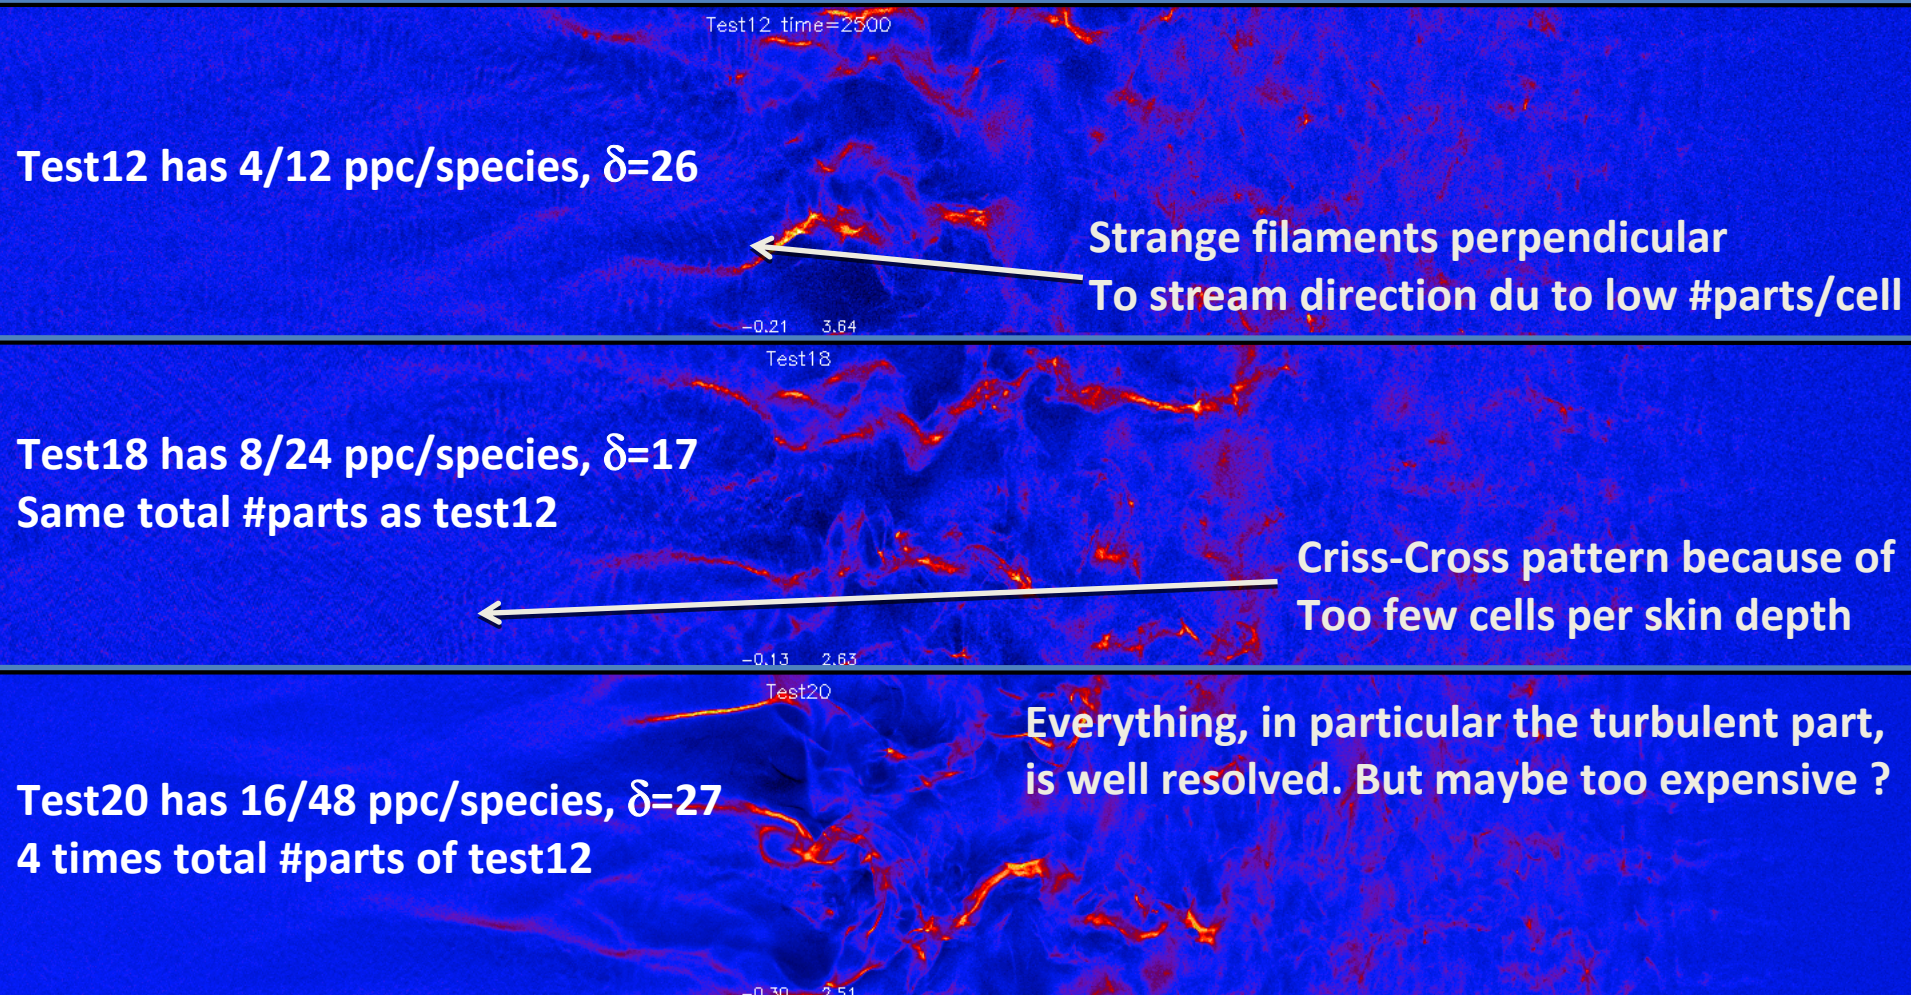 Test12 time=2500
Test12 has 4/12 ppc/species, δ=26
Strange filaments perpendicular
To stream direction du to low #parts/cell
-0.21 3.64
Test18
Test18 has 8/24 ppc/species, δ=17
Same total #parts as test12
Criss-Cross pattern because of
Too few cells per skin depth
-0.13 2.63
Test20
Everything, in particular the turbulent part,
is well resolved. But maybe too expensive ?
Test20 has 16/48 ppc/species, δ=27
4 times total #parts of test12
-0.30 2.51